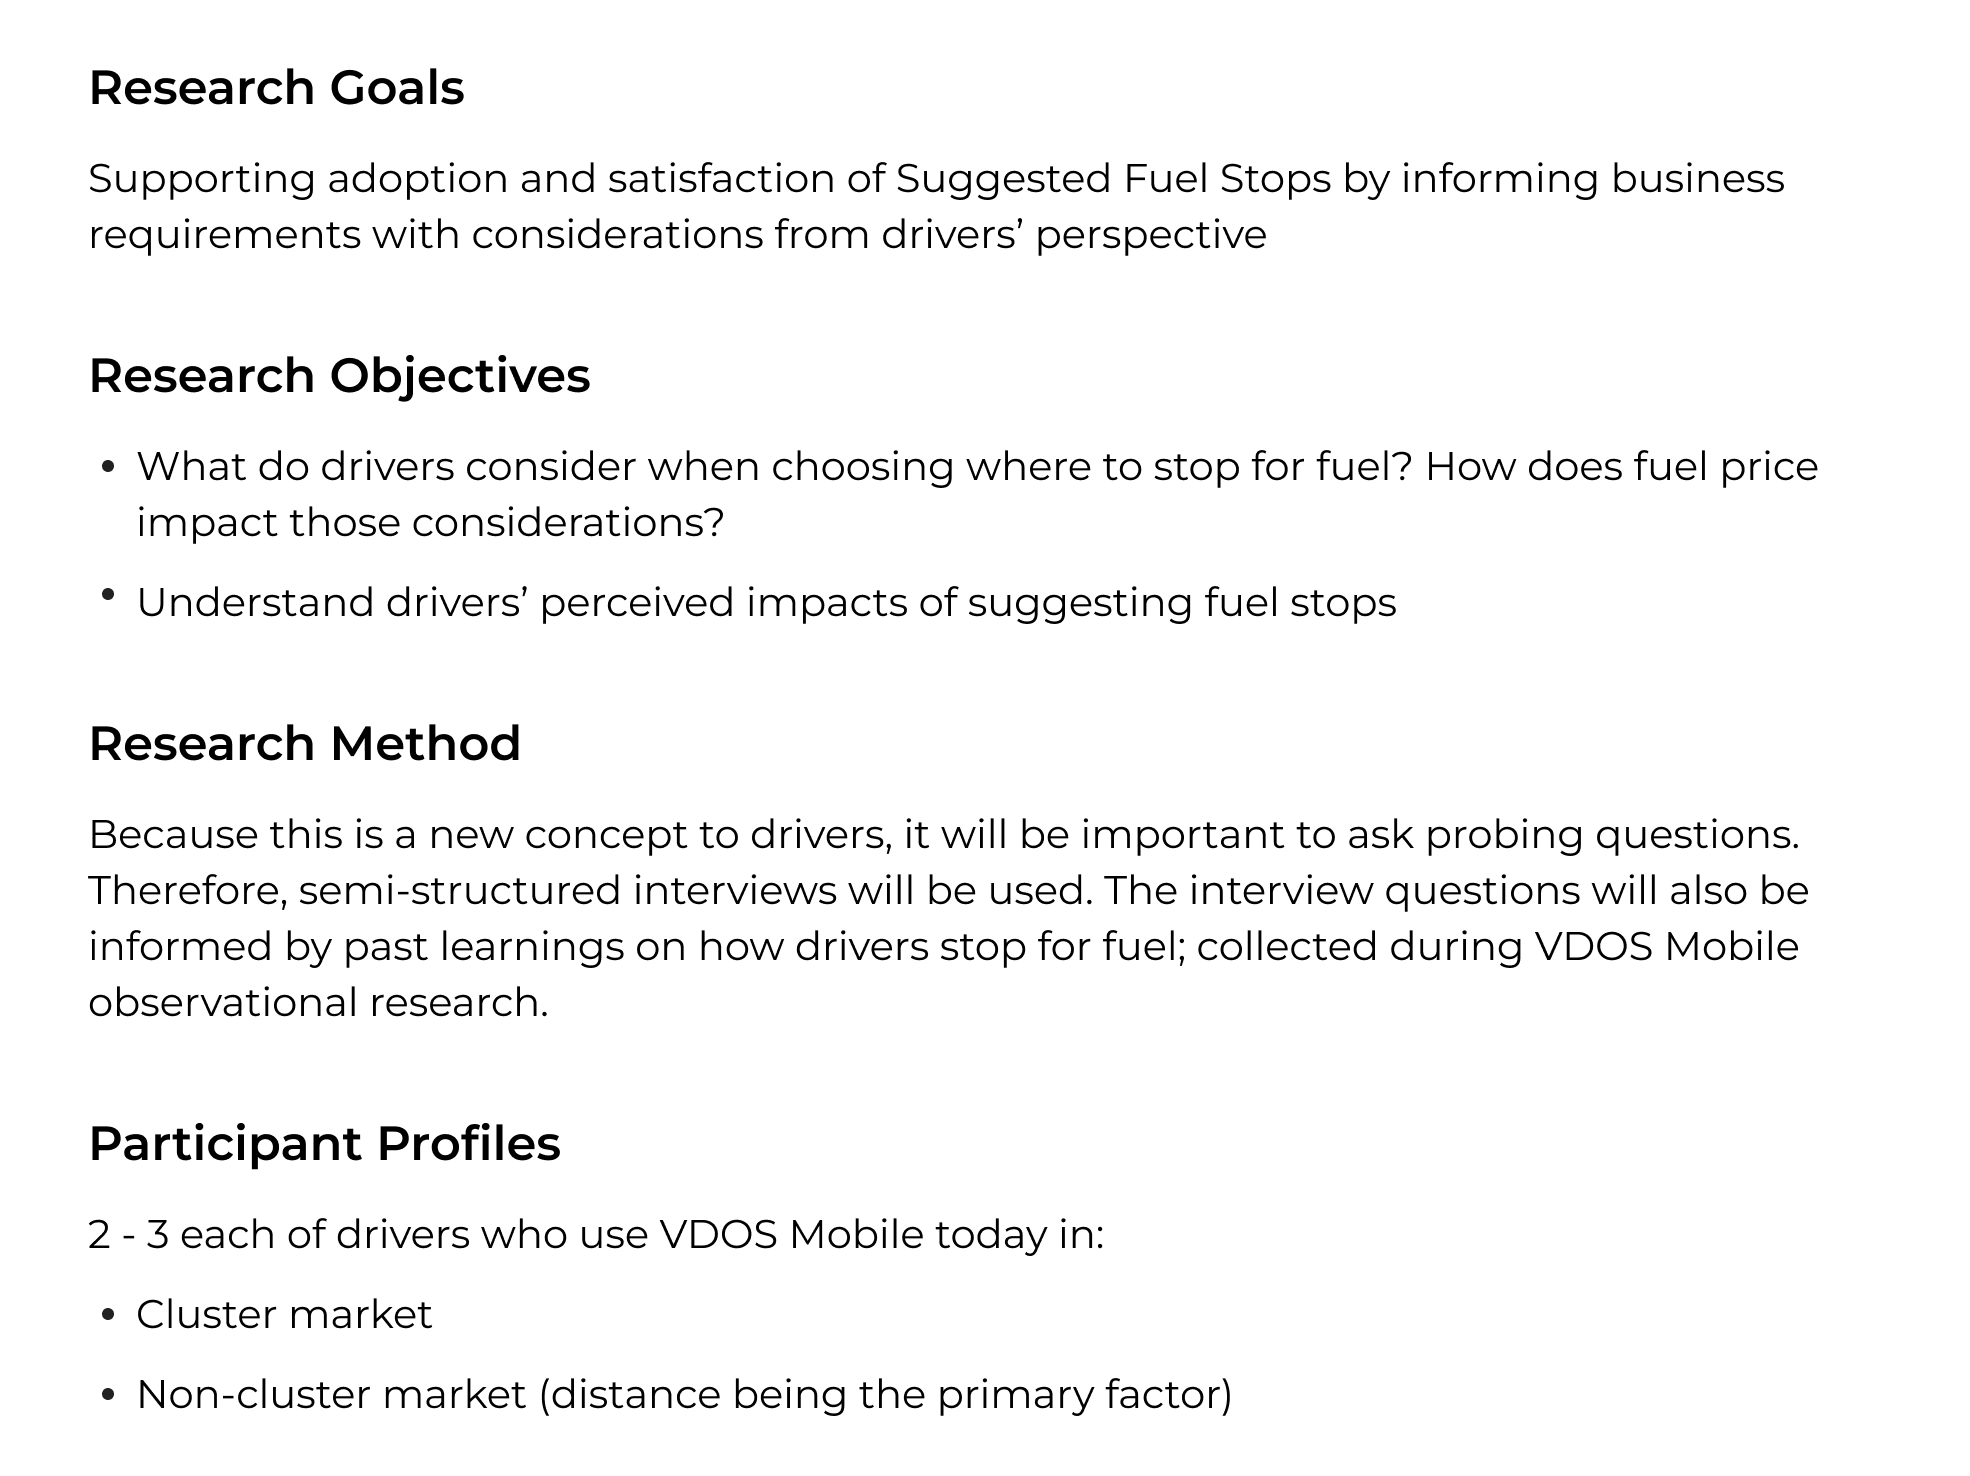 Research Goals
Supporting adoption and satisfaction of Suggested Fuel Stops by informing business
requirements with considerations from drivers’ perspective
Research Objectives
• What do drivers consider when choosing where to stop for fuel? How does fuel price
impact those considerations?
• Understand drivers’ perceived impacts of suggesting fuel stops
Research Method
Because this is a new concept to drivers, it will be important to ask probing questions.
Therefore, semi-structured interviews will be used. The interview questions will also be
informed by past learnings on how drivers stop for fuel; collected during VDOS Mobile
observational research.
Participant Profiles
2 - 3 each of drivers who use VDOS Mobile today in:
• Cluster market
• Non-cluster market (distance being the primary factor)